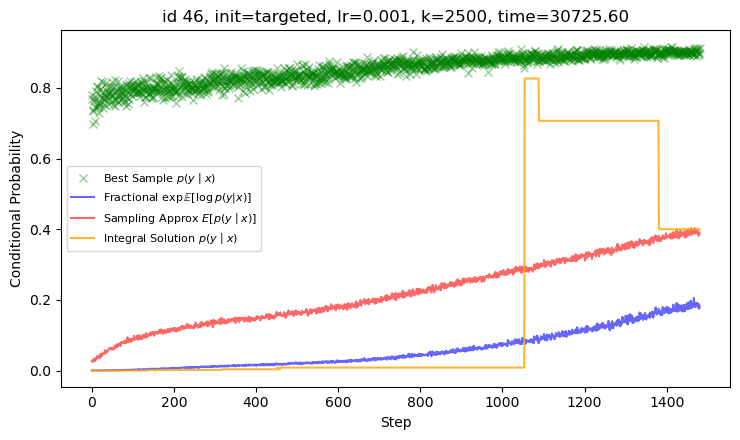 id 46, init=targeted, lr=0.001, k=2500, time=30725.60
Conditional Probability
0.8
0.6
0.4
0.2
0.0
Best Sample p(y | x)
Fractional exp𝔼[log p(y|x)]
Sampling Approx E[p(y | x)]
Integral Solution p(y | x)
0 200 400 600 800 1000 1200 1400
Step